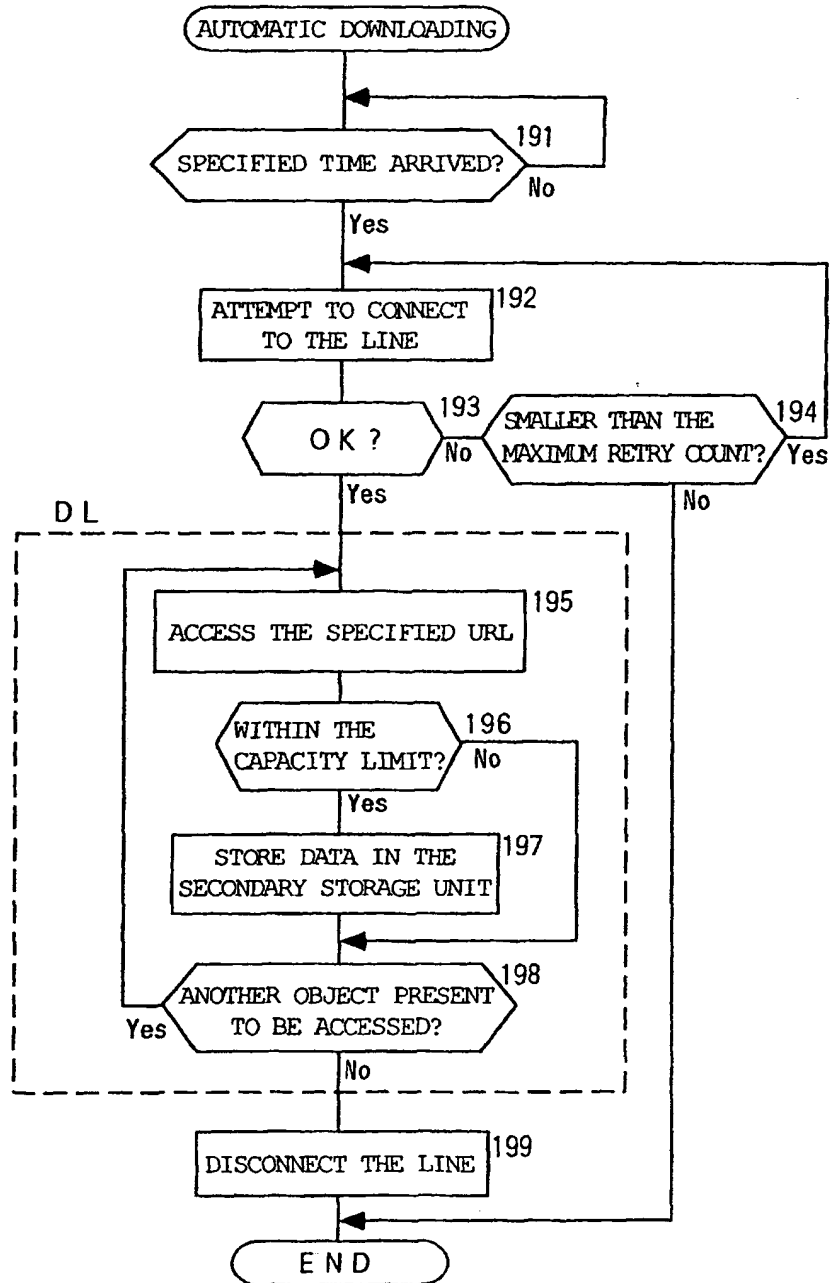 AUTOMATIC DOWNLOADING
191
SPECIFIED TIME ARRIVED?
No
Yes
192
ATTEMPT TO CONNECT
TO THE LINE
193
OK?
No
Yes
194
SMALLER THAN THE
MAXIMUM RETRY COUNT?
Yes
No
DL
195
ACCESS THE SPECIFIED URL
196
WITHIN THE
CAPACITY LIMIT?
No
Yes
197
STORE DATA IN THE
SECONDARY STORAGE UNIT
198
ANOTHER OBJECT PRESENT
TO BE ACCESSED?
Yes
No
199
DISCONNECT THE LINE
END